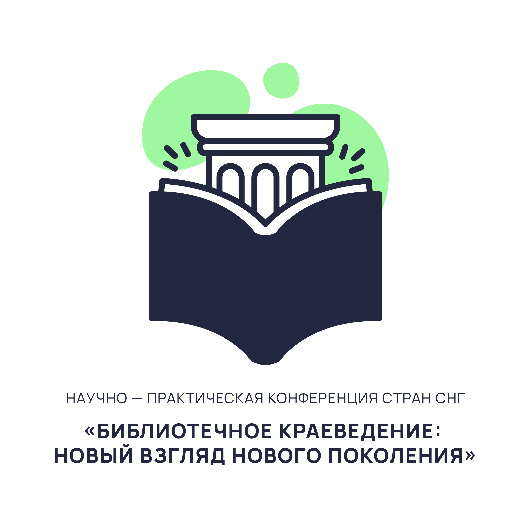 НАУЧНО — ПРАКТИЧЕСКАЯ КОНФЕРЕНЦИЯ СТРАН СНГ
«БИБЛИОТЕЧНОЕ КРАЕВЕДЕНИЕ:
НОВЫЙ ВЗГЛЯД НОВОГО ПОКОЛЕНИЯ»